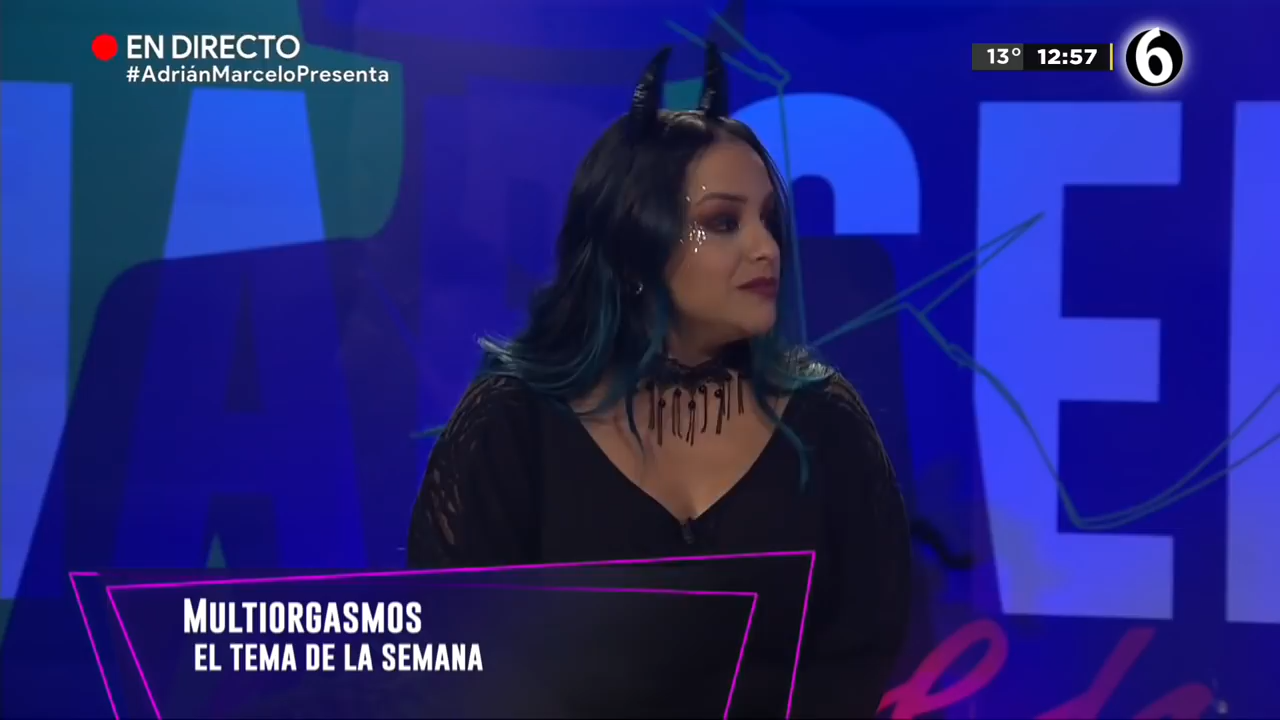 EN DIRECTO
#AdriánMarceloPresenta
13° 12:57
6
MULTIORGASMOS
EL TEMA DE LA SEMANA